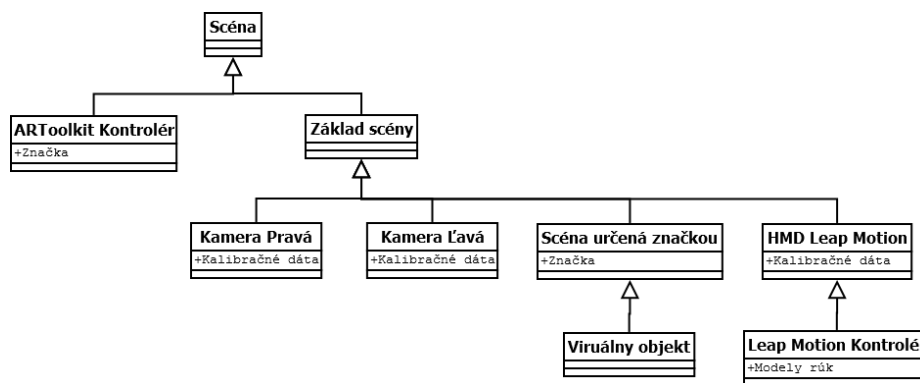 Scéna
ARToolkit Kontrolér
+Značka
Základ scény
Kamera Pravá
+Kalibračné dáta
Kamera Ľavá
+Kalibračné dáta
Scéna určená značkou
+Značka
HMD Leap Motion
+Kalibračné dáta
Viruálny objekt
Leap Motion Kontrolé
+Modely rúk